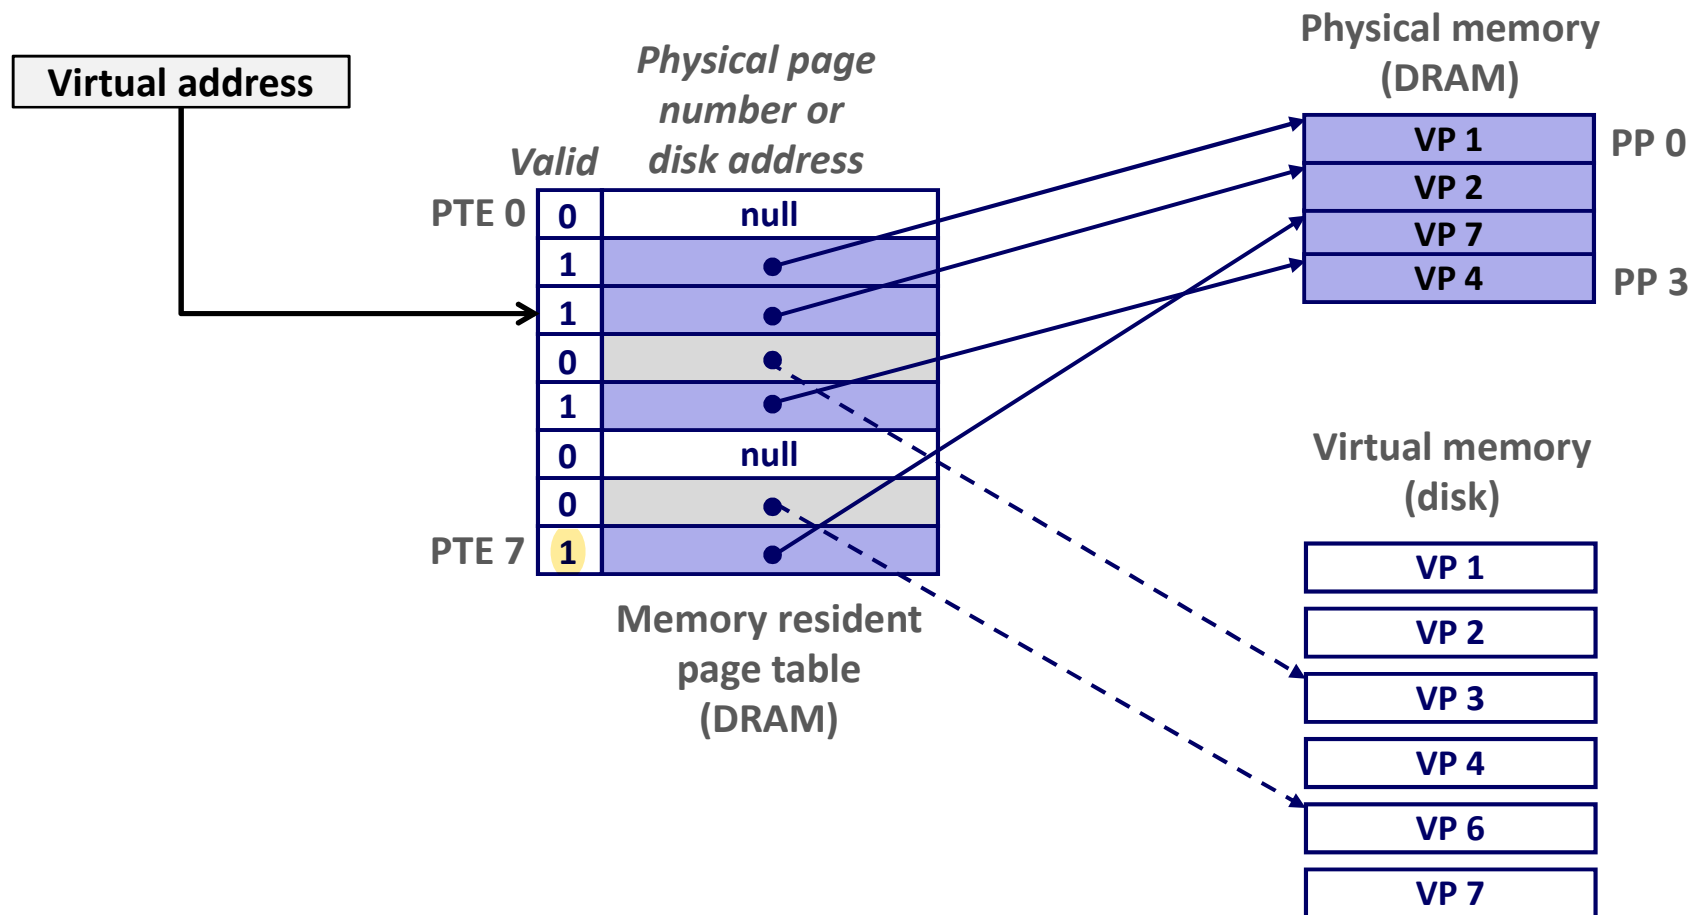 Virtual address
Physical page
number or
disk address
Valid
PTE 0
0
null
1
1
0
1
0
null
0
PTE 7
1
Memory resident
page table
(DRAM)
Physical memory
(DRAM)
VP 1
PP 0
VP 2
VP 7
VP 4
PP 3
Virtual memory
(disk)
VP 1
VP 2
VP 3
VP 4
VP 6
VP 7